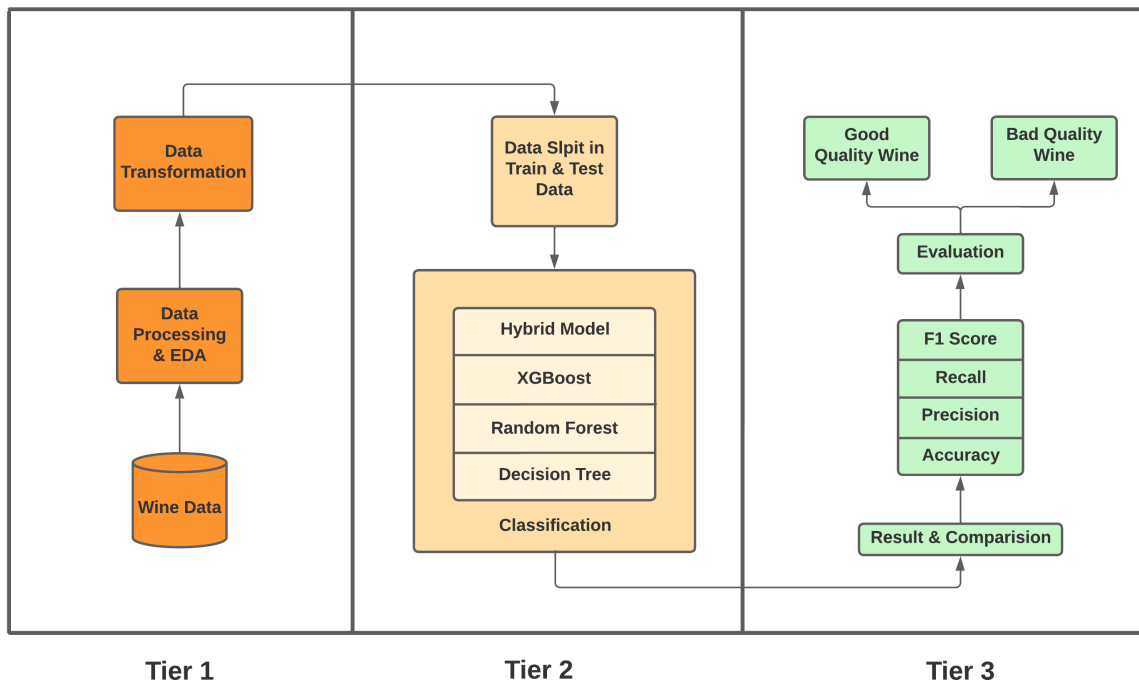 Data
Transformation
Data
Processing
& EDA
Wine Data
Tier 1
Data Slpit in
Train & Test
Data
Hybrid Model
XGBoost
Random Forest
Decision Tree
Classification
Tier 2
Good
Quality Wine
Bad Quality
Wine
Evaluation
F1 Score
Recall
Precision
Accuracy
Result & Comparision
Tier 3